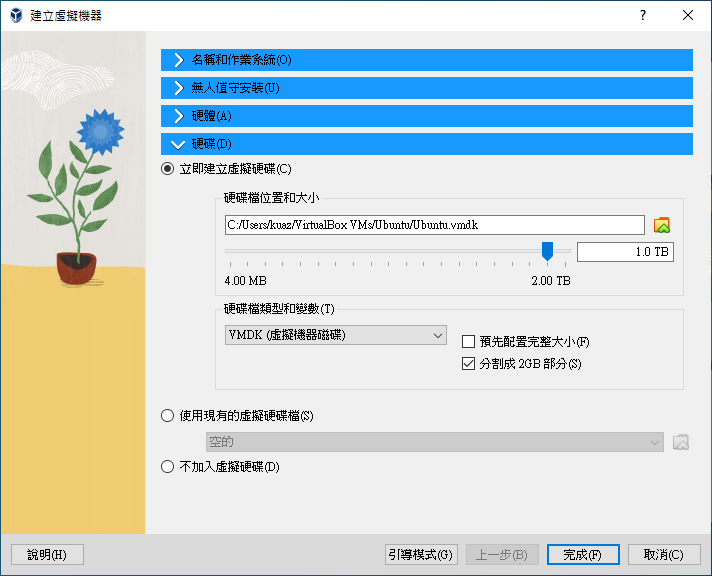 建立虛擬機器
名稱和作業系統(O)
無人值守安裝(U)
硬體(A)
硬碟(D)
立即建立虛擬硬碟(C)
硬碟檔位置和大小
C:/Users/kuaz/VirtualBox VMs/Ubuntu/Ubuntu.vmdk
1.0 TB
4.00 MB 2.00 TB
硬碟檔類型和變數(T)
VMDK (虛擬機器磁碟)
預先配置完整大小(F)
分割成 2GB 部分(S)
使用現有的虛擬硬碟檔(S)
空的
不加入虛擬硬碟(D)
說明(H) 引導模式(G) 上一步(B) 完成(F) 取消(C)